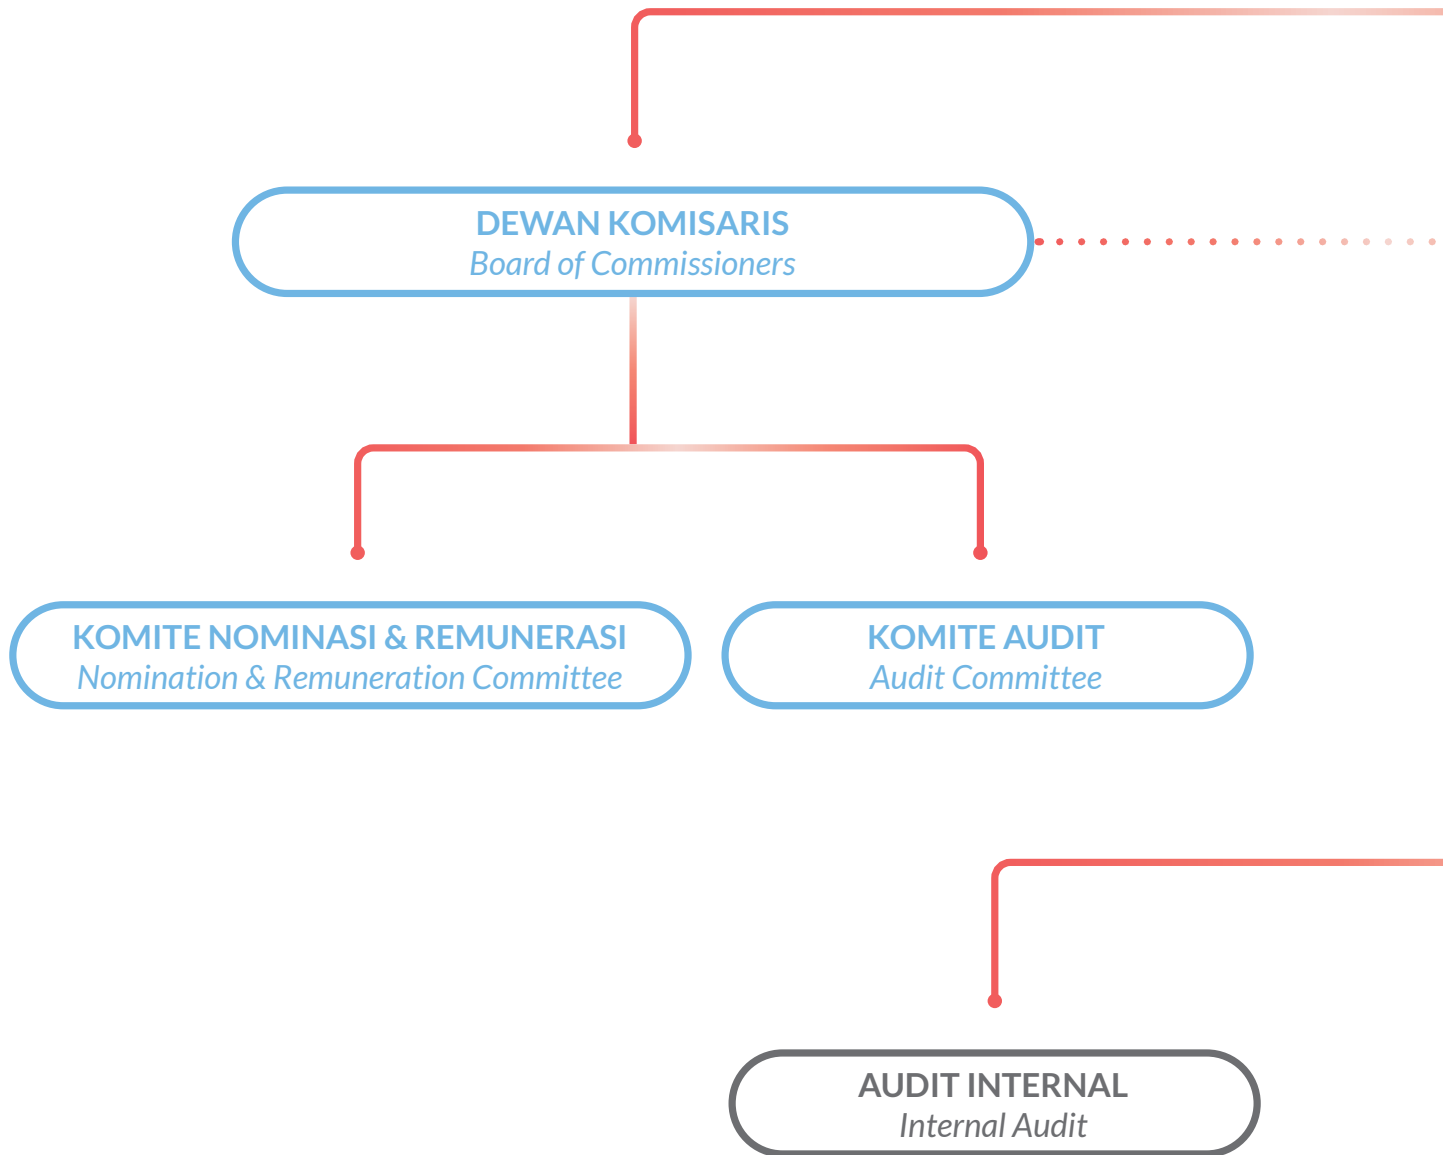 DEWAN KOMISARIS
Board of Commissioners
KOMITE NOMINASI & REMUNERASI
Nomination & Remuneration Committee
KOMITE AUDIT
Audit Committee
AUDIT INTERNAL
Internal Audit